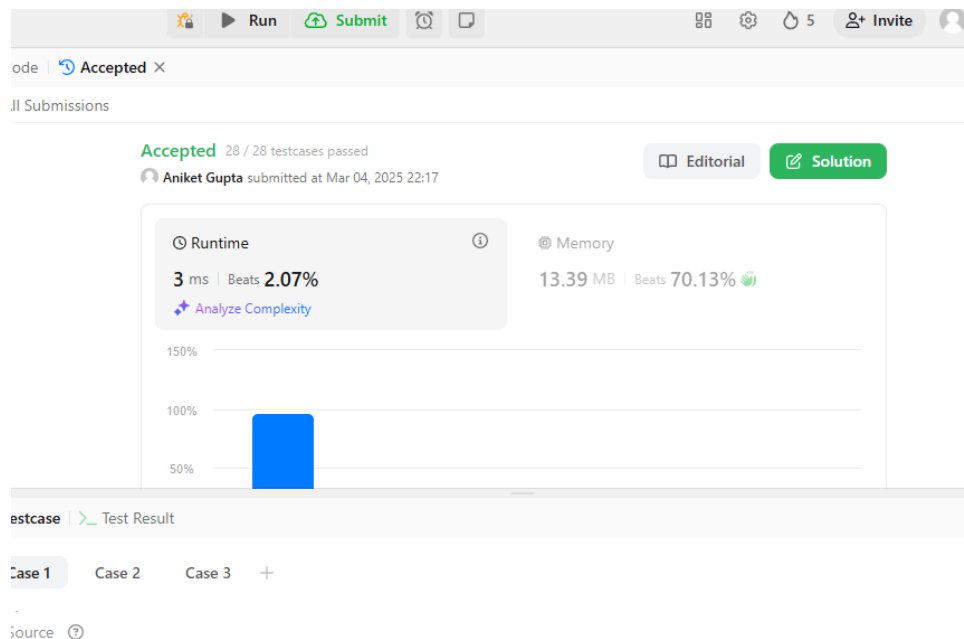 Run Submit 5 Invite
ode Accepted
ll Submissions
Accepted 28 / 28 testcases passed
Aniket Gupta submitted at Mar 04, 2025 22:17
Editorial Solution
Runtime
3 ms Beats 2.07%
Analyze Complexity
Memory
13.39 MB Beats 70.13%
150%
100%
50%
estcase >_ Test Result
Case 1 Case 2 Case 3 +
Source